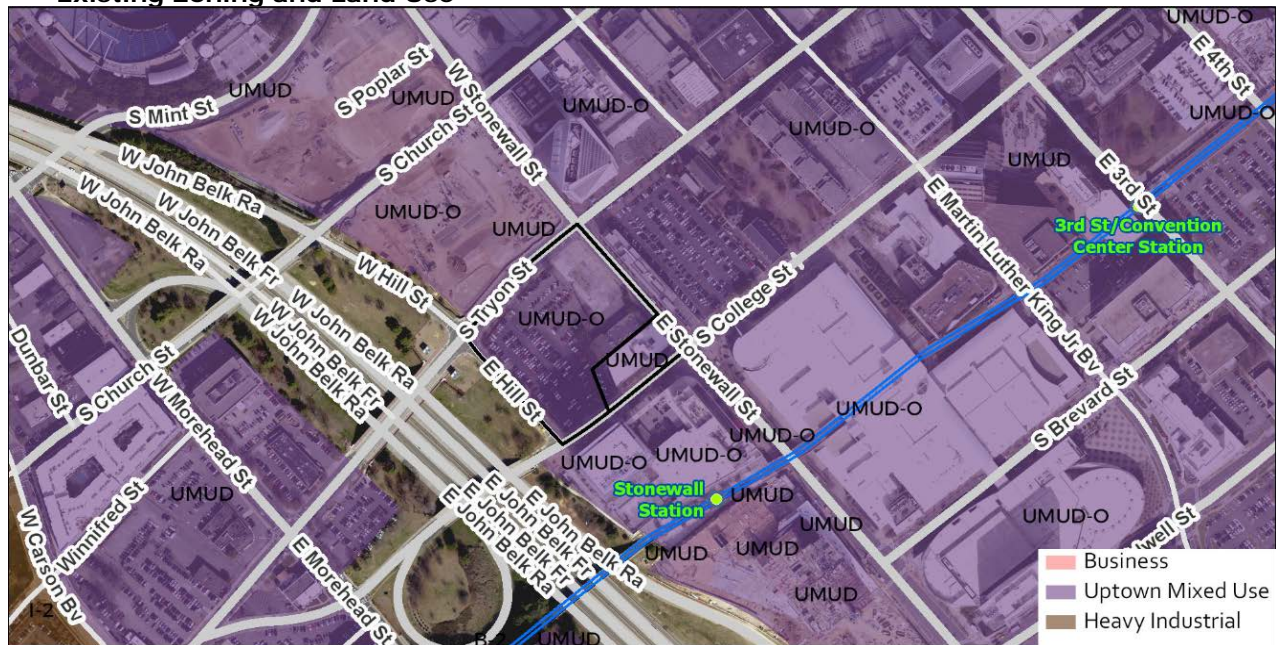 Existing Zoning and Land Use
UMUD-O
E 4th St
UMUD-O
S Poplar St
W Stonewall St
UMUD
UMUD
UMUD-O
S Mint St
S Church St
UMUD-O
UMUD
E 3rd St
W John Belk Ra
W John Belk Fr
W John Belk Ra
W John Belk Fr
W John Belk Ra
W John Belk Fr
W John Belk Ra
UMUD-O
UMUD
W Hill St
S Tryon St
E Martin Luther King Jr Bv
3rd St/Convention
Center Station
S College St
UMUD-O
E Stonewall St
UMUD
E Hill St
Dunbar St
S Church St
W Morehead St
UMUD-O
S Brevard St
UMUD-O
UMUD-O
UMUD-O
Stonewall
Station
UMUD
UMUD
UMUD
Winnifred St
W Carson Bv
E Morehead St
E John Belk Ra
E John Belk Fr
E John Belk Fr
E John Belk Ra
UMUD
UMUD
UMUD-O
UMUD
I-2
B-2
UMUD
dwell St
Business
Uptown Mixed Use
Heavy Industrial